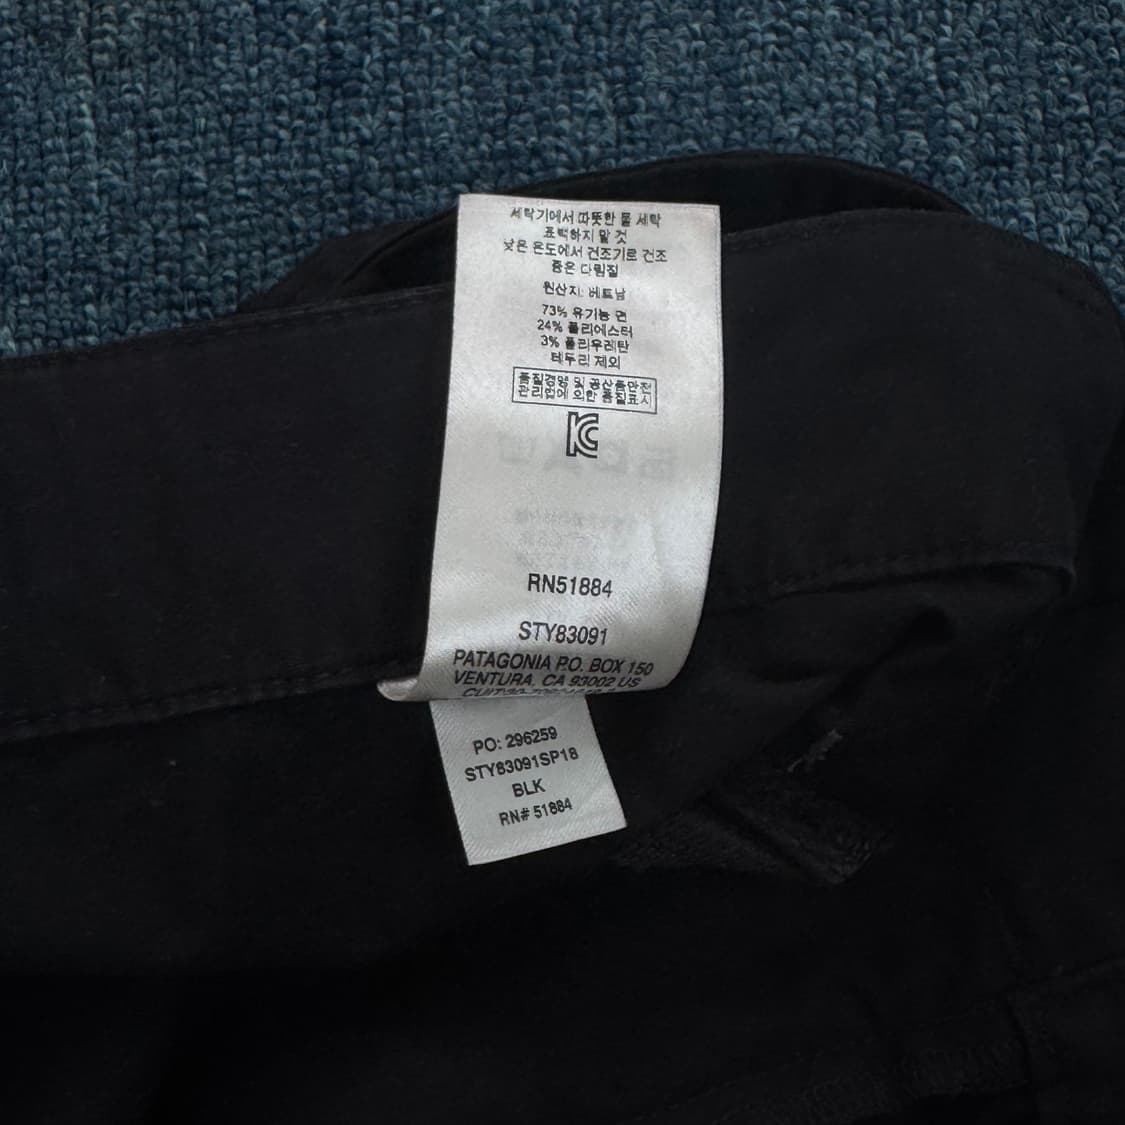 세탁기에서 따뜻한 물 세탁
표백하지 말 것
낮은 온도에서 건조기로 건조
중온 다림질
원산지: 베트남
73% 유기농 면
24% 폴리에스터
3% 폴리우레탄
테두리 제외
품질경영 및 공산품안전
관리법에 의한 품질표시
KC
RN51884
STY83091
PATAGONIA P.O. BOX 150
VENTURA, CA 93002 US
PO: 296259
STY83091SP18
BLK
RN# 51884